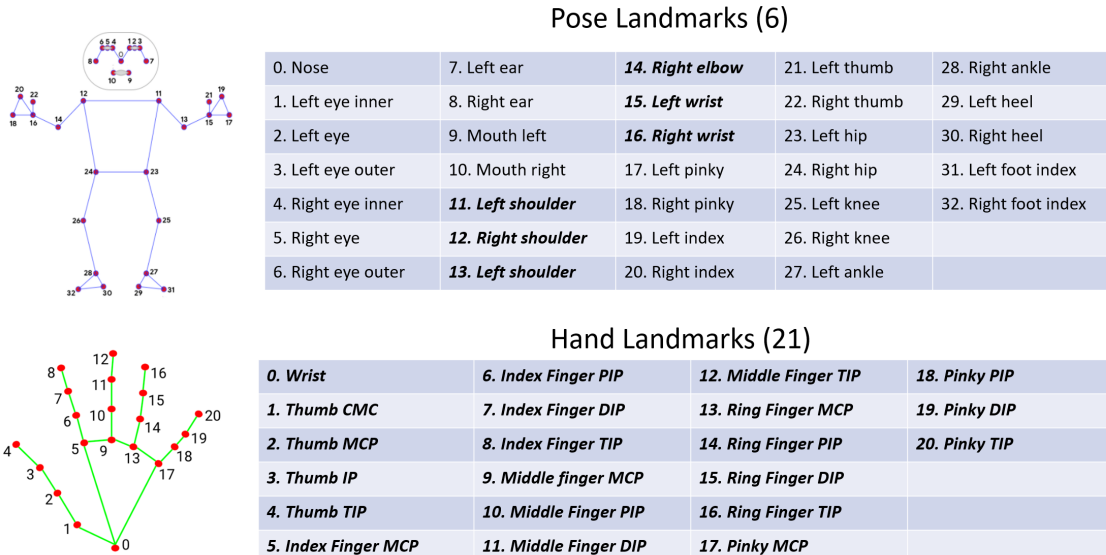 Pose Landmarks (6)
6 5 4 1 2 3
0
8 7
10 9
20 22 12 11 21 19
18 16 14 13 15 17
24 23
26 25
28 27
32 30 29 31
0. Nose 7. Left ear 14. Right elbow 21. Left thumb 28. Right ankle
1. Left eye inner 8. Right ear 15. Left wrist 22. Right thumb 29. Left heel
2. Left eye 9. Mouth left 16. Right wrist 23. Left hip 30. Right heel
3. Left eye outer 10. Mouth right 17. Left pinky 24. Right hip 31. Left foot index
4. Right eye inner 11. Left shoulder 18. Right pinky 25. Left knee 32. Right foot index
5. Right eye 12. Right shoulder 19. Left index 26. Right knee
6. Right eye outer 13. Left shoulder 20. Right index 27. Left ankle
Hand Landmarks (21)
12
8 16
7 11 15
6 10 14 20
4 5 9 13 19
3 17 18
2
1
0
0. Wrist 6. Index Finger PIP 12. Middle Finger TIP 18. Pinky PIP
1. Thumb CMC 7. Index Finger DIP 13. Ring Finger MCP 19. Pinky DIP
2. Thumb MCP 8. Index Finger TIP 14. Ring Finger PIP 20. Pinky TIP
3. Thumb IP 9. Middle finger MCP 15. Ring Finger DIP
4. Thumb TIP 10. Middle Finger PIP 16. Ring Finger TIP
5. Index Finger MCP 11. Middle Finger DIP 17. Pinky MCP